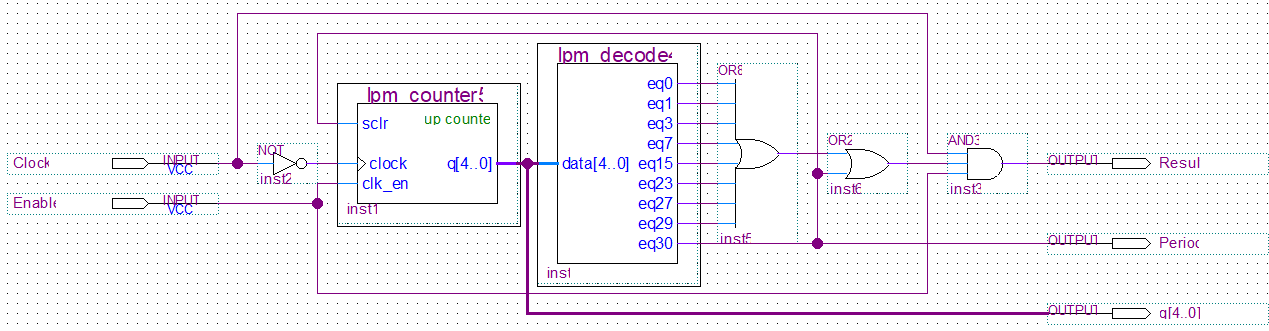 lpm_counter5
sclr
up counte
clock
q[4..0]
clk_en
inst1
lpm_decode
eq0
eq1
eq3
eq7
data[4..0]
eq15
eq23
eq27
eq29
eq30
inst
Clock
INPUT
VCC
Enable
INPUT
VCC
NOT
inst2
OR8
inst5
OR2
inst6
AND3
inst3
OUTPUT
Resul
OUTPUT
Perioc
OUTPUT
q[4..0]